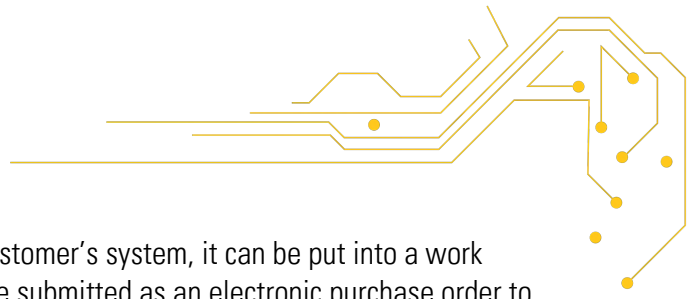 stomer’s system, it can be put into a work
e submitted as an electronic purchase order to